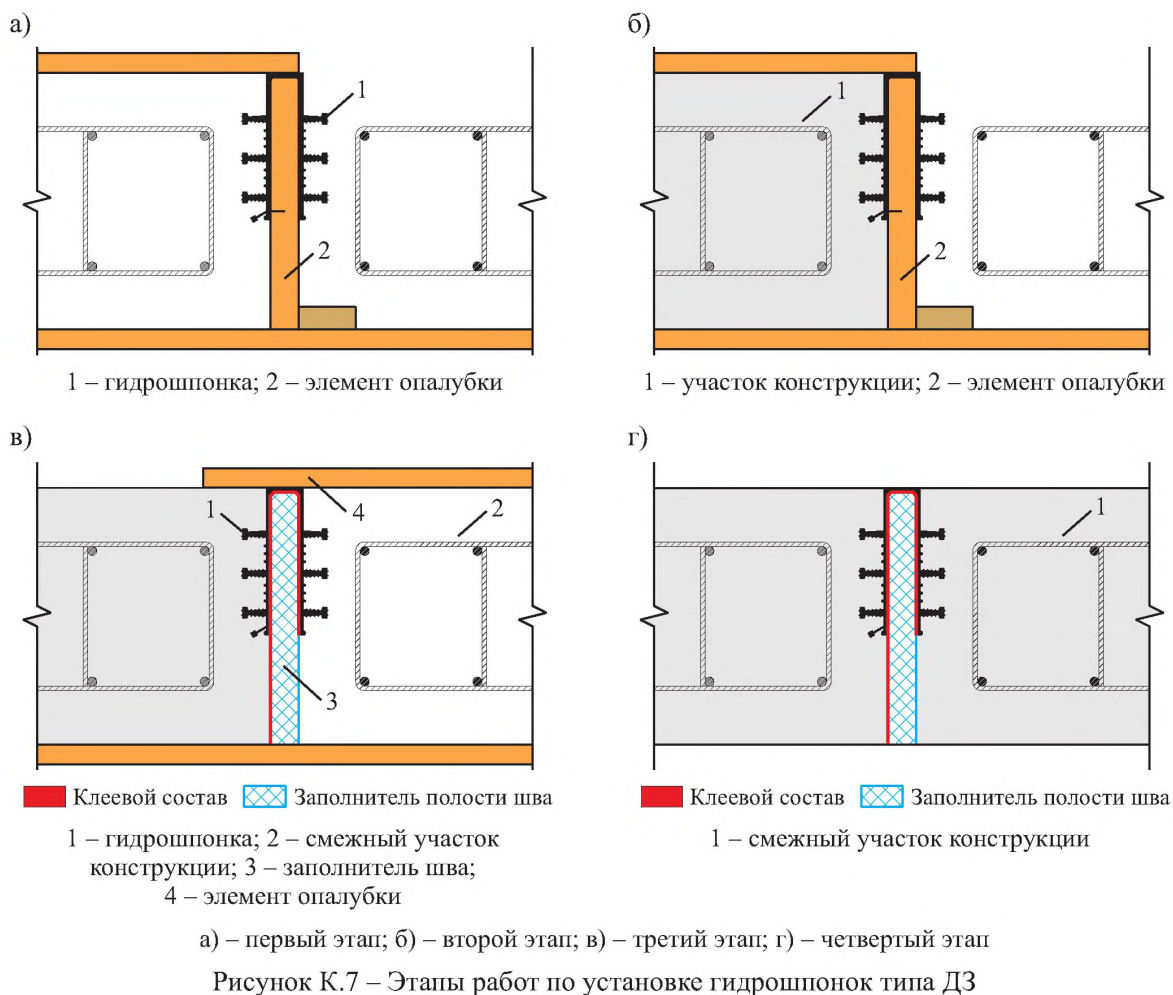 а)
1
2
1 – гидрошпонка; 2 – элемент опалубки
б)
1
2
1 – участок конструкции; 2 – элемент опалубки
в)
1
4
2
3
Клеевой состав Заполнитель полости шва
1 – гидрошпонка; 2 – смежный участок
конструкции; 3 – заполнитель шва;
4 – элемент опалубки
г)
1
Клеевой состав Заполнитель полости шва
1 – смежный участок конструкции
а) – первый этап; б) – второй этап; в) – третий этап; г) – четвертый этап
Рисунок К.7 – Этапы работ по установке гидрошпонок типа ДЗ